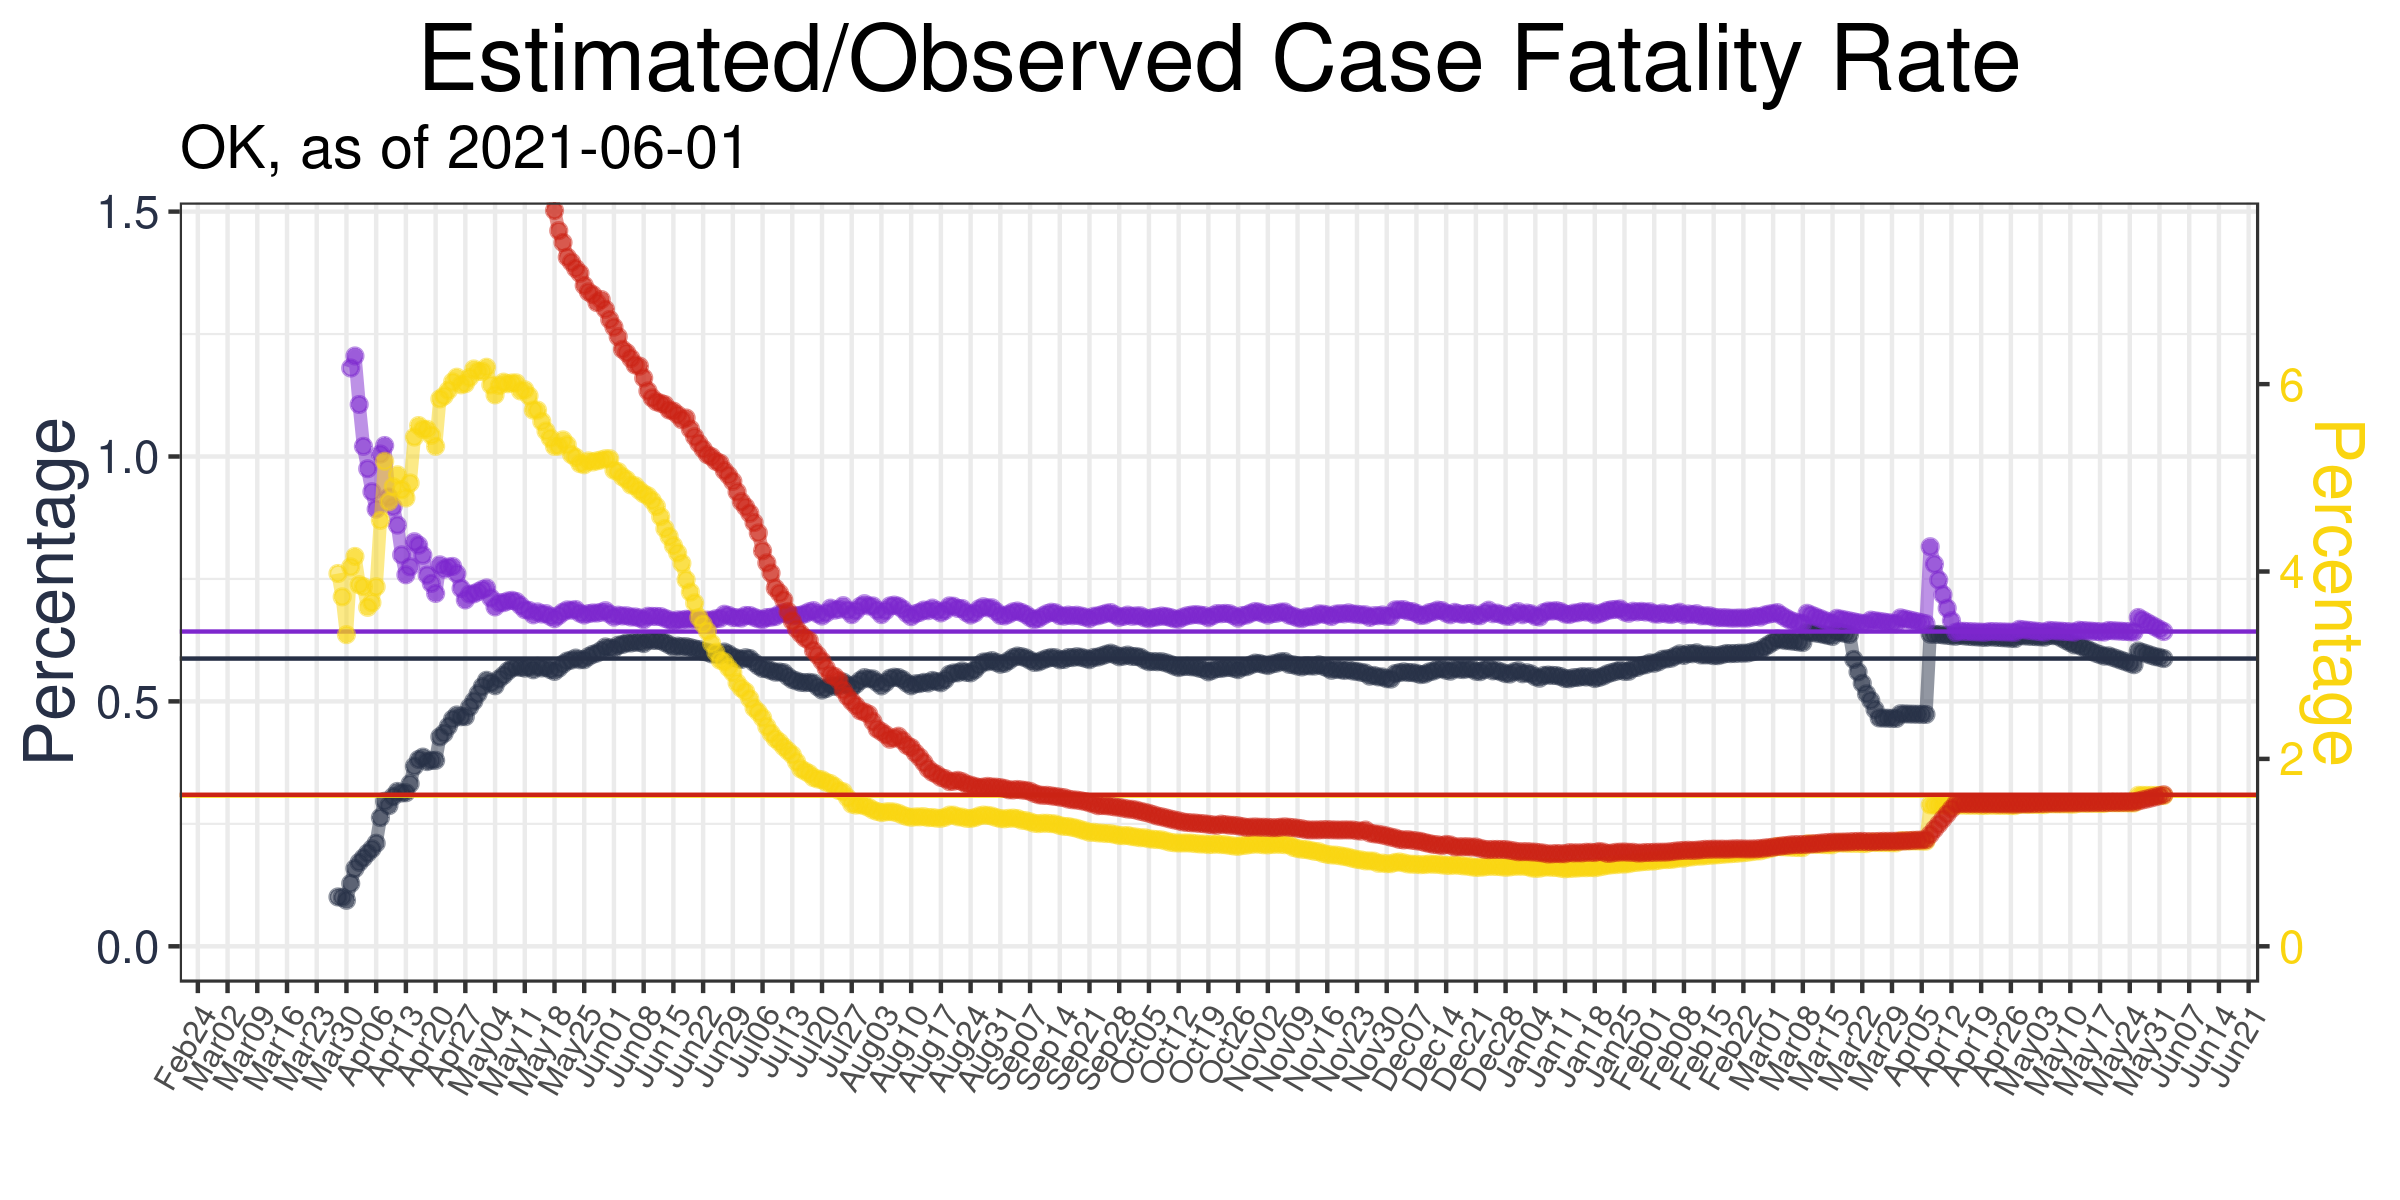 Estimated/Observed Case Fatality Rate
OK, as of 2021-06-01
Percentage
1.5
1.0
0.5
0.0
6
4
2
0
Percentage
Feb24
Mar02
Mar09
Mar16
Mar23
Mar30
Apr06
Apr13
Apr20
Apr27
May04
May11
May18
May25
Jun01
Jun08
Jun15
Jun22
Jun29
Jul06
Jul13
Jul20
Jul27
Aug03
Aug10
Aug17
Aug24
Aug31
Sep07
Sep14
Sep21
Sep28
Oct05
Oct12
Oct19
Oct26
Nov02
Nov09
Nov16
Nov23
Nov30
Dec07
Dec14
Dec21
Dec28
Jan04
Jan11
Jan18
Jan25
Feb01
Feb08
Feb15
Feb22
Mar01
Mar08
Mar15
Mar22
Mar29
Apr05
Apr12
Apr19
Apr26
May03
May10
May17
May24
May31
Jun07
Jun14
Jun21